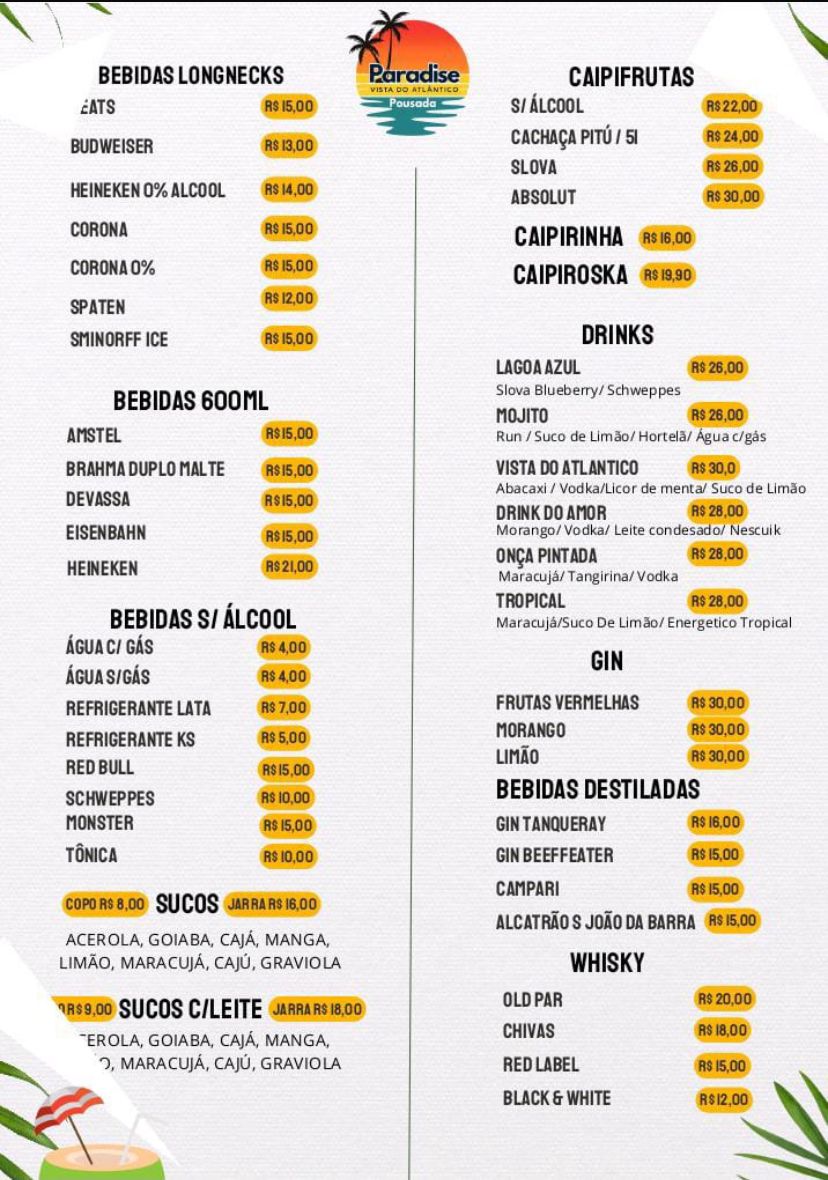 Paradise
VISTA DO ATLÂNTICO
Pousada
BEBIDAS LONGNECKS
EATS R$ 15,00
BUDWEISER R$ 13,00
HEINEKEN 0% ALCOOL R$ 14,00
CORONA R$ 15,00
CORONA 0% R$ 15,00
SPATEN R$ 12,00
SMINORFF ICE R$ 15,00
BEBIDAS 600ML
AMSTEL R$15,00
BRAHMA DUPLO MALTE R$15,00
DEVASSA R$15,00
EISENBAHN R$15,00
HEINEKEN R$21,00
BEBIDAS S/ ÁLCOOL
ÁGUA C/ GÁS R$ 4,00
ÁGUA S/GÁS R$ 4,00
REFRIGERANTE LATA R$ 7,00
REFRIGERANTE KS R$ 5,00
RED BULL R$15,00
SCHWEPPES R$ 10,00
MONSTER R$ 15,00
TÔNICA R$ 10,00
COPO R$ 8,00 SUCOS JARRA R$ 16,00
ACEROLA, GOIABA, CAJÁ, MANGA,
LIMÃO, MARACUJÁ, CAJÚ, GRAVIOLA
R$ 9,00 SUCOS C/LEITE JARRA R$ 18,00
CEROLA, GOIABA, CAJÁ, MANGA,
O, MARACUJÁ, CAJÚ, GRAVIOLA
CAIPIFRUTAS
S/ ÁLCOOL R$ 22,00
CACHAÇA PITÚ / 51 R$ 24,00
SLOVA R$ 26,00
ABSOLUT R$ 30,00
CAIPIRINHA R$ 16,00
CAIPIROSKA R$ 19,90
DRINKS
LAGOA AZUL R$ 26,00
Slova Blueberry/ Schweppes
MOJITO R$ 26,00
Run / Suco de Limão/ Hortelã/ Água c/gás
VISTA DO ATLANTICO R$ 30,0
Abacaxi / Vodka/Licor de menta/ Suco de Limão
DRINK DO AMOR R$ 28,00
Morango/ Vodka/ Leite condesado/ Nescuik
ONÇA PINTADA R$ 28,00
Maracujá/ Tangirina/ Vodka
TROPICAL R$ 28,00
Maracujá/Suco De Limão/ Energetico Tropical
GIN
FRUTAS VERMELHAS R$ 30,00
MORANGO R$ 30,00
LIMÃO R$ 30,00
BEBIDAS DESTILADAS
GIN TANQUERAY R$ 16,00
GIN BEEFFEATER R$ 15,00
CAMPARI R$ 15,00
ALCATRÃO S JOÃO DA BARRA R$ 15,00
WHISKY
OLD PAR R$ 20,00
CHIVAS R$ 18,00
RED LABEL R$ 15,00
BLACK & WHITE R$12,00